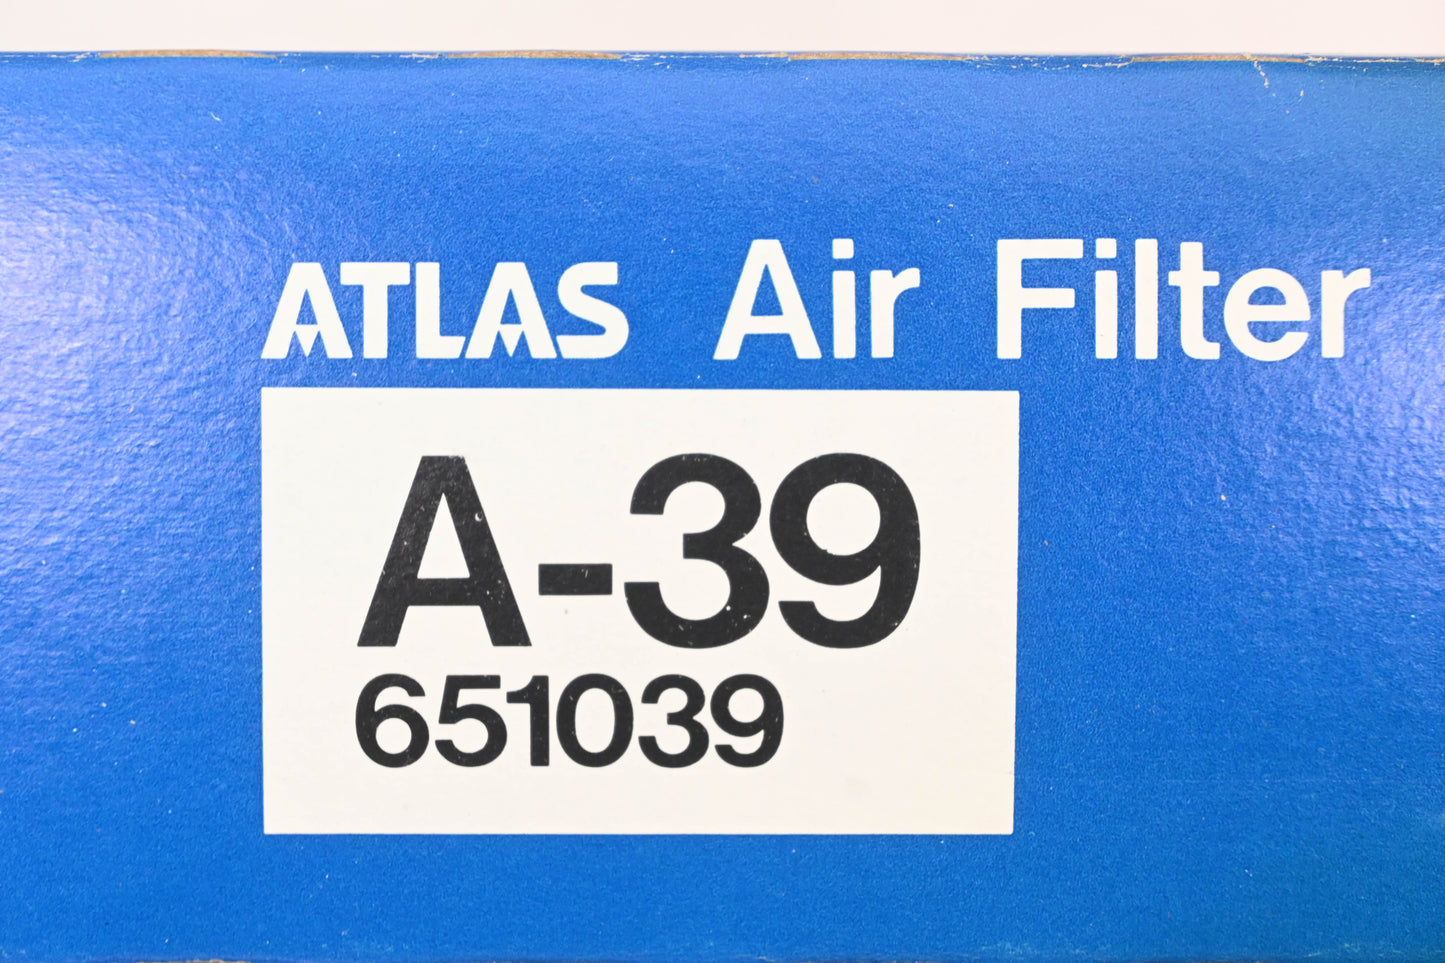 ATLAS Air Filter
A-39
651039